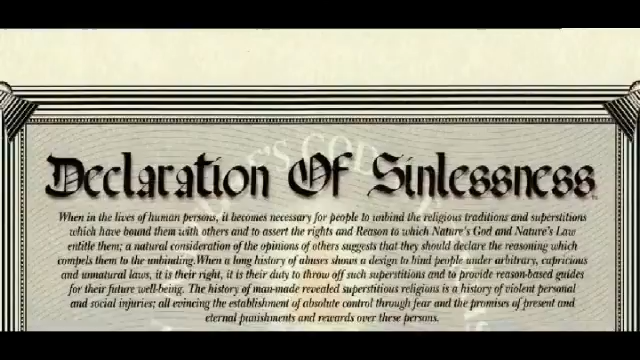 Declaration Of Sinlessness
When in the lives of human persons, it becomes necessary for people to unbind the religious traditions and superstitions
which have bound them with others and to assert the rights and Reason to which Nature's God and Nature's Law
entitle them; a natural consideration of the opinions of others suggests that they should declare the reasoning which
compels them to the unbinding.When a long history of abuses shows a design to bind people under arbitrary, capricious
and unnatural laws, it is their right, it is their duty to throw off such superstitions and to provide reason-based guides
for their future well-being. The history of man-made revealed superstitious religions is a history of violent personal
and social injuries; all evincing the establishment of absolute control through fear and the promises of present and
eternal punishments and rewards over these persons.